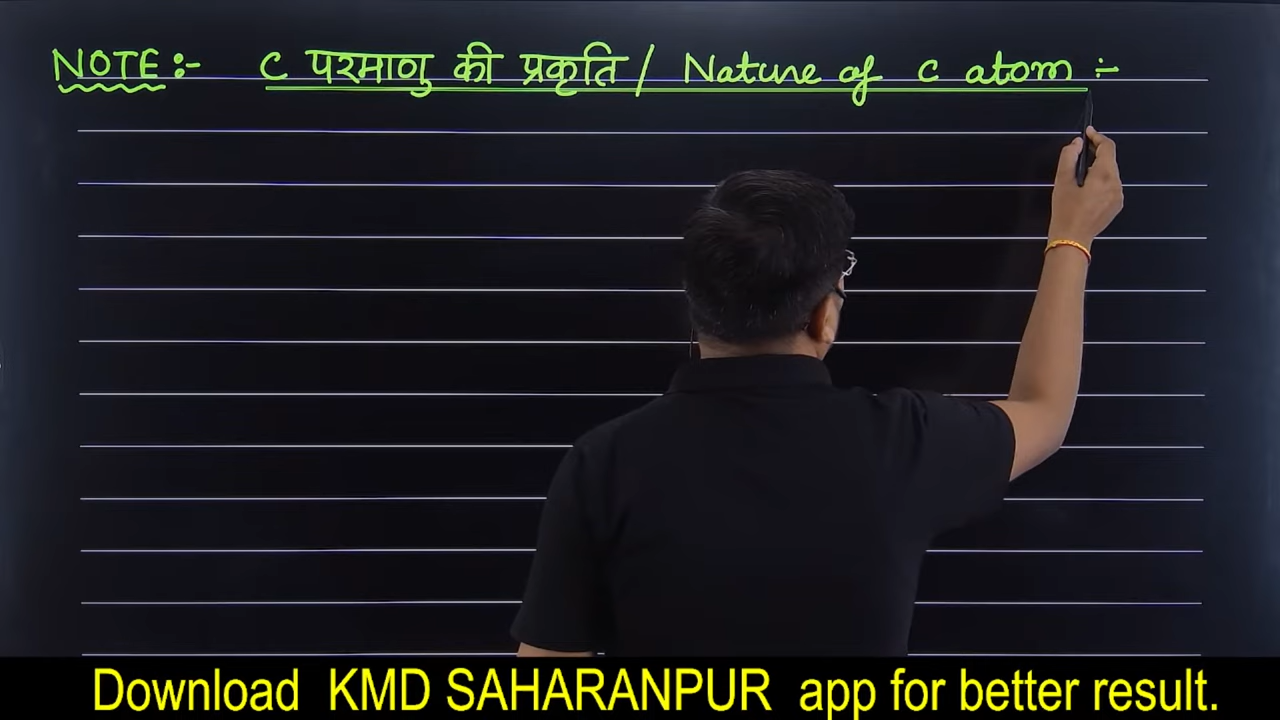 NOTE :- C परमाणु की प्रकृति / Nature of C atom :-
Download KMD SAHARANPUR app for better result.